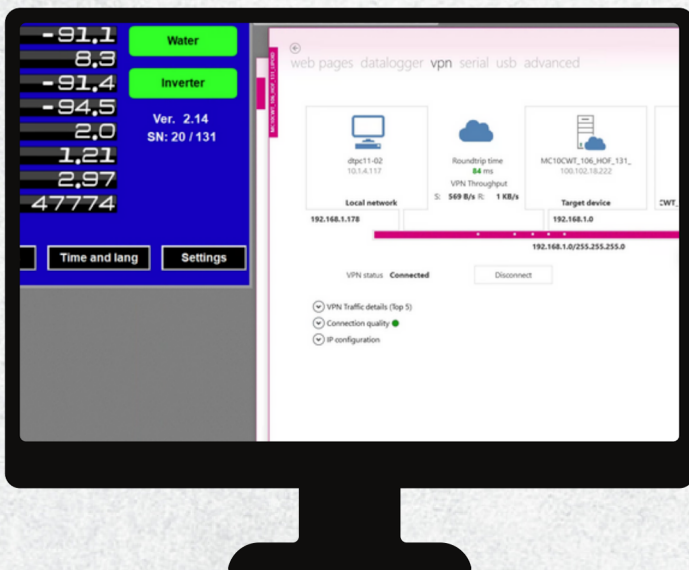 -91,1
8,3
-91,4
-94,5
2,0
1,21
2,97
47774
Water
Inverter
Ver. 2.14
SN: 20 / 131
Time and lang
Settings
web pages datalogger vpn serial usb advanced
dtpc11-02
10.1.4.117
Local network
Roundtrip time
84 ms
VPN Throughput
S: 569 B/s R: 1 KB/s
MC10CWT_106_HOF_131_
100.102.18.222
Target device
CWT_
192.168.1.178
192.168.1.0
192.168.1.0/255.255.255.0
VPN status Connected
Disconnect
VPN Traffic details (Top 5)
Connection quality
IP configuration